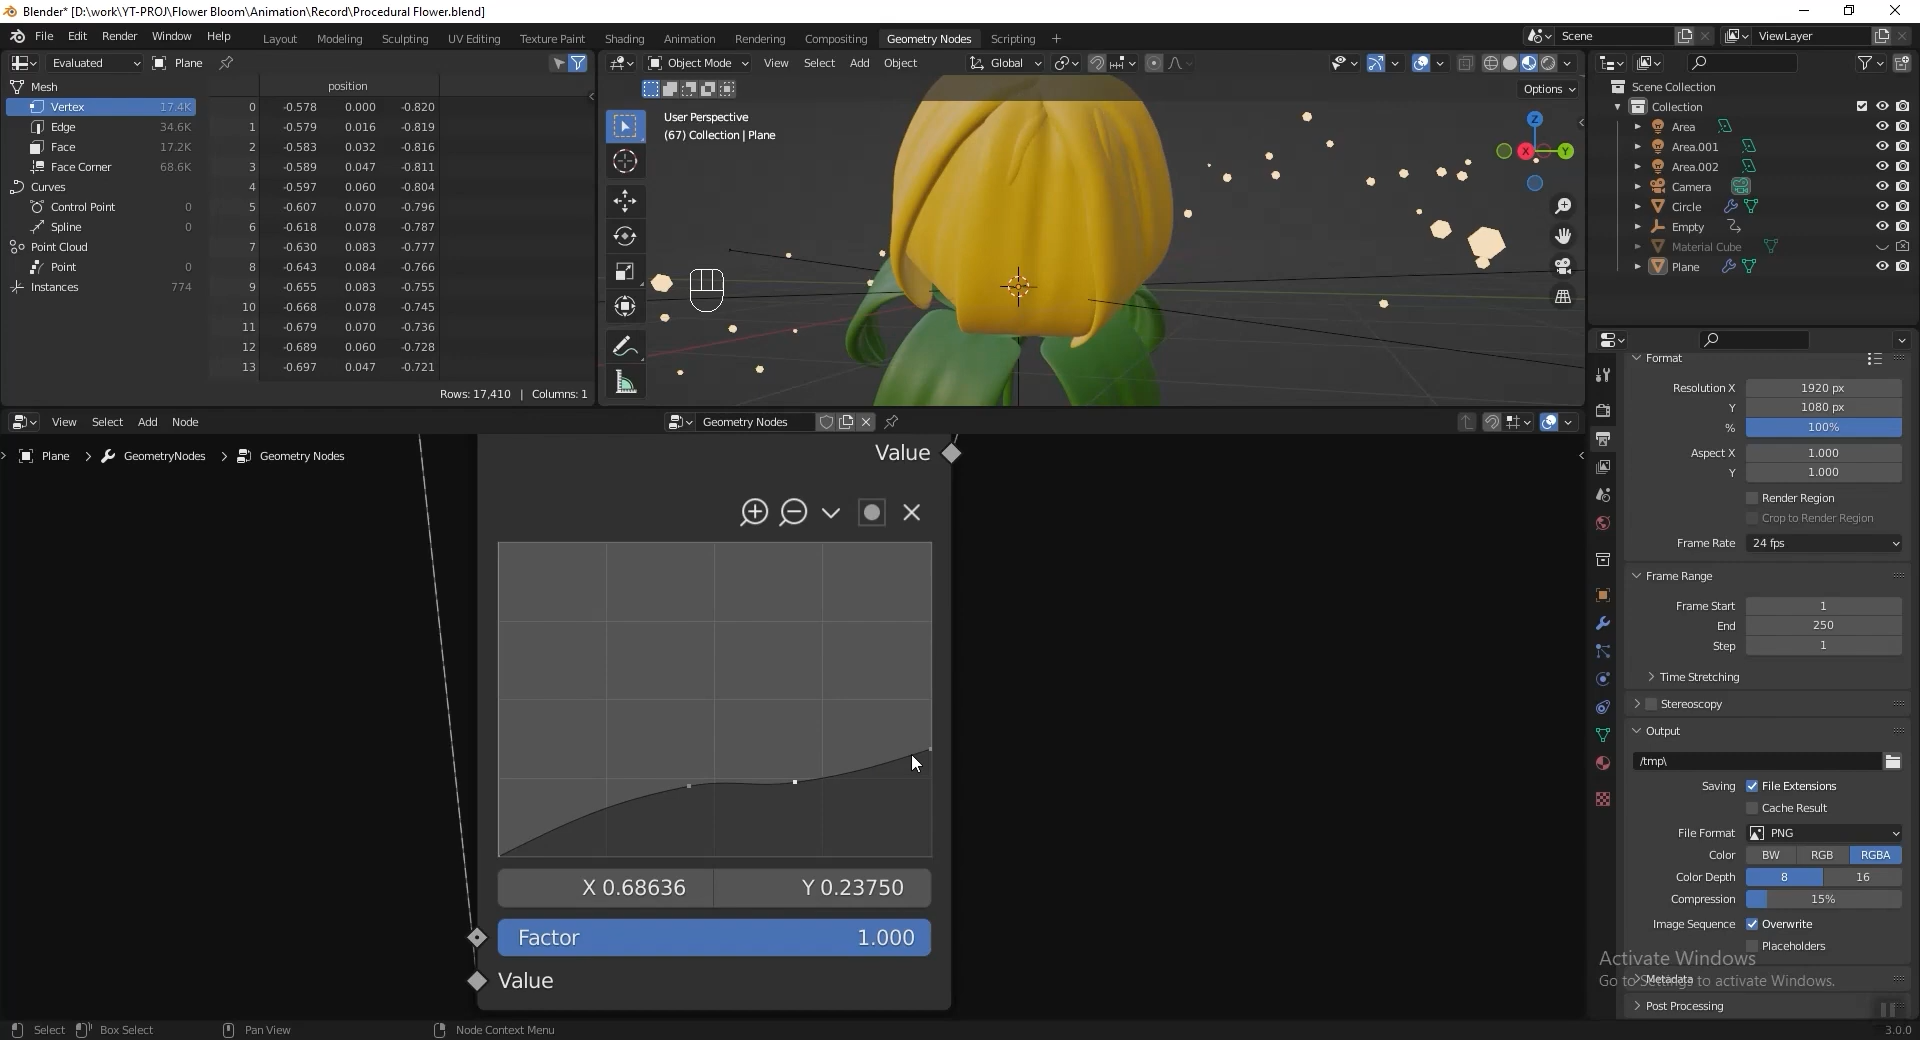 Blender* [D:\work\YT-PROJ\Flower Bloom\Animation\Record\Procedural Flower.blend]
File Edit Render Window Help Layout Modeling Sculpting UV Editing Texture Paint Shading Animation Rendering Compositing Geometry Nodes Scripting Scene ViewLayer
Evaluated Plane
Object Mode View Select Add Object Global
Options
Mesh position
Vertex 17.4K
Edge 34.6K
Face 17.2K
Face Corner 68.6K
Curves
Control Point 0
Spline 0
Point Cloud
Point 0
Instances 774
0 -0.578 0.000 -0.820
1 -0.579 0.016 -0.819
2 -0.583 0.032 -0.816
3 -0.589 0.047 -0.811
4 -0.597 0.060 -0.804
5 -0.607 0.070 -0.796
6 -0.618 0.078 -0.787
7 -0.630 0.083 -0.777
8 -0.643 0.084 -0.766
9 -0.655 0.083 -0.755
10 -0.668 0.078 -0.745
11 -0.679 0.070 -0.736
12 -0.689 0.060 -0.728
13 -0.697 0.047 -0.721
Rows: 17,410 | Columns: 1
User Perspective
(67) Collection | Plane
Z
X
Y
Scene Collection
Collection
Area
Area.001
Area.002
Camera
Circle
Empty
Material Cube
Plane
View Select Add Node Geometry Nodes
Plane GeometryNodes Geometry Nodes
Value
X 0.68636 Y 0.23750
Factor 1.000
Value
Format
Resolution X 1920 px
Y 1080 px
% 100%
Aspect X 1.000
Y 1.000
Render Region
Crop to Render Region
Frame Rate 24 fps
Frame Range
Frame Start 1
End 250
Step 1
Time Stretching
Stereoscopy
Output
/tmp\
Saving File Extensions
Cache Result
File Format PNG
Color BW RGB RGBA
Color Depth 8 16
Compression 15%
Image Sequence Overwrite
Placeholders
Metadata
Post Processing
Activate Windows
Go to Settings to activate Windows.
Select Box Select Pan View Node Context Menu 3.0.0